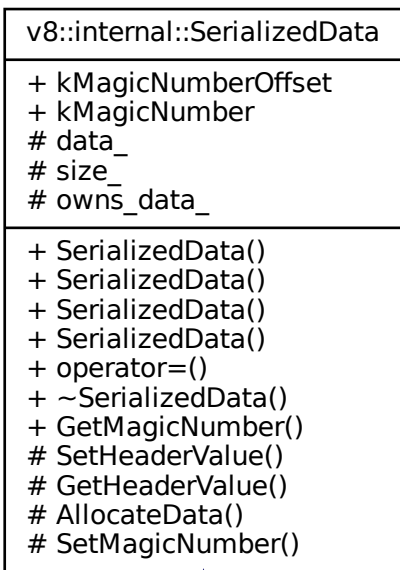 v8::internal::SerializedData
+ kMagicNumberOffset
+ kMagicNumber
# data_
# size_
# owns_data_
+ SerializedData()
+ SerializedData()
+ SerializedData()
+ SerializedData()
+ operator=()
+ ~SerializedData()
+ GetMagicNumber()
# SetHeaderValue()
# GetHeaderValue()
# AllocateData()
# SetMagicNumber()